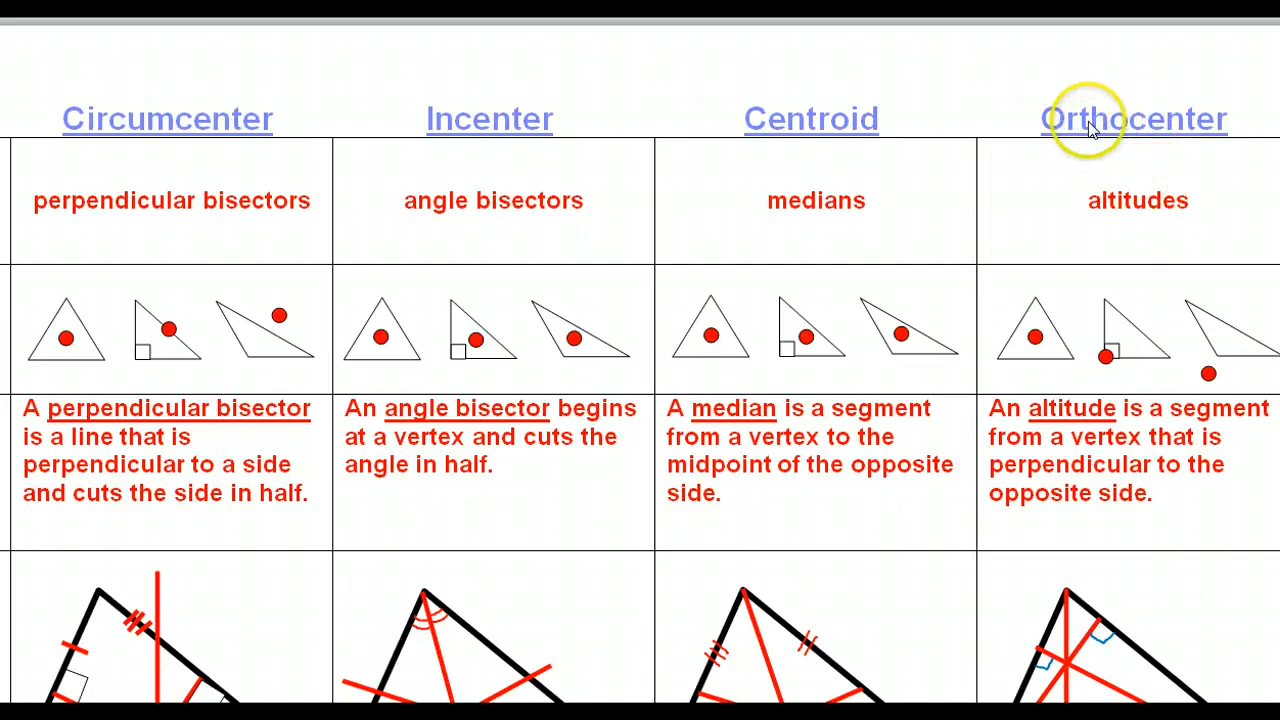 Circumcenter
Incenter
Centroid
Orthocenter
perpendicular bisectors
angle bisectors
medians
altitudes
A perpendicular bisector
is a line that is
perpendicular to a side
and cuts the side in half.
An angle bisector begins
at a vertex and cuts the
angle in half.
A median is a segment
from a vertex to the
midpoint of the opposite
side.
An altitude is a segment
from a vertex that is
perpendicular to the
opposite side.